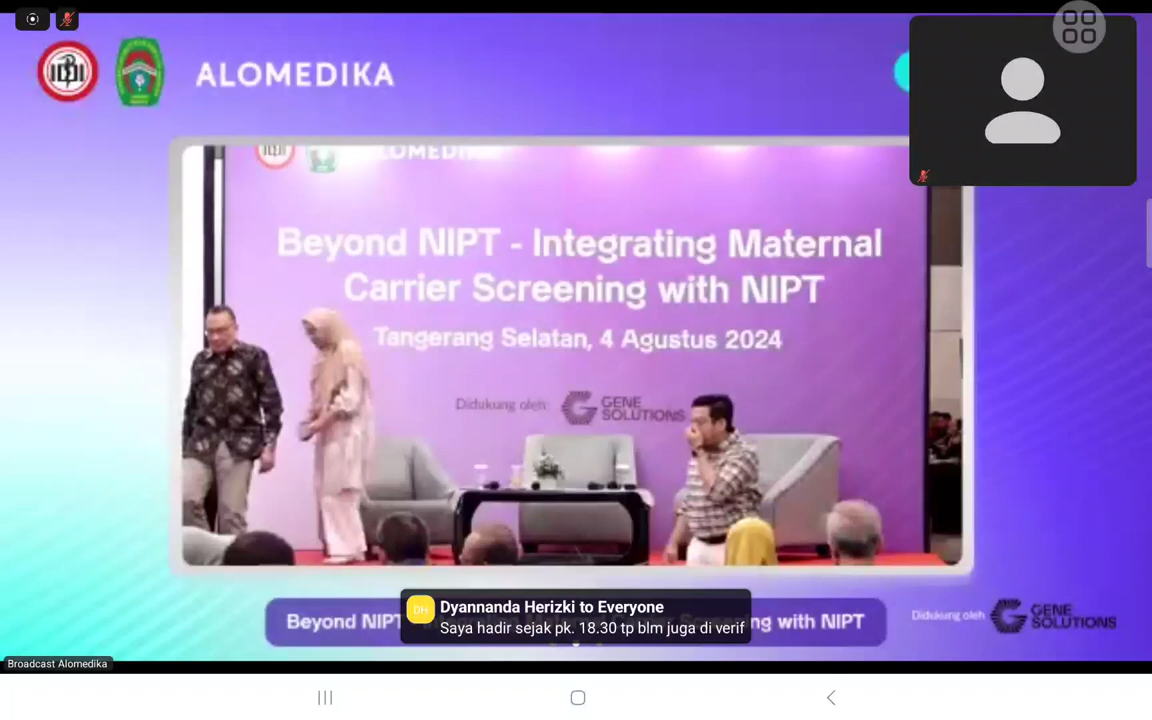 IDI
ALOMEDIKA
Beyond NIPT - Integrating Maternal
Carrier Screening with NIPT
Tangerang Selatan, 4 Agustus 2024
Didukung oleh:
GENE
SOLUTIONS
DH
Dyannanda Herizki to Everyone
Saya hadir sejak pk. 18.30 tp blm juga di verif
Beyond NIPT
ng with NIPT
Didukung oleh
GENE
SOLUTIONS
Broadcast Alomedika